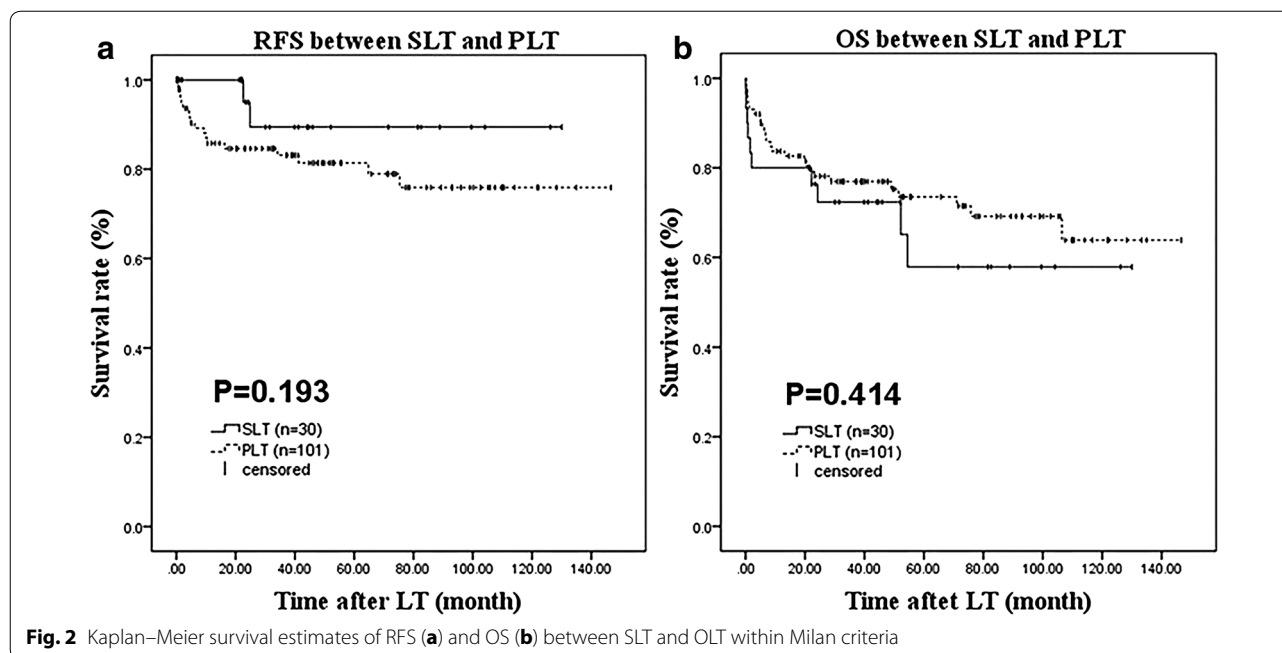 a
RFS between SLT and PLT
Survival rate (%)
1.0
0.8
0.6
0.4
0.2
0.0
P=0.193
SLT (n=30)
PLT (n=101)
censored
.00 20.00 40.00 60.00 80.00 100.00 120.00 140.00
Time after LT (month)
b
OS between SLT and PLT
Survival rate (%)
1.0
0.8
0.6
0.4
0.2
0.0
P=0.414
SLT (n=30)
PLT (n=101)
censored
.00 20.00 40.00 60.00 80.00 100.00 120.00 140.00
Time aftet LT (month)
Fig. 2 Kaplan–Meier survival estimates of RFS (a) and OS (b) between SLT and OLT within Milan criteria